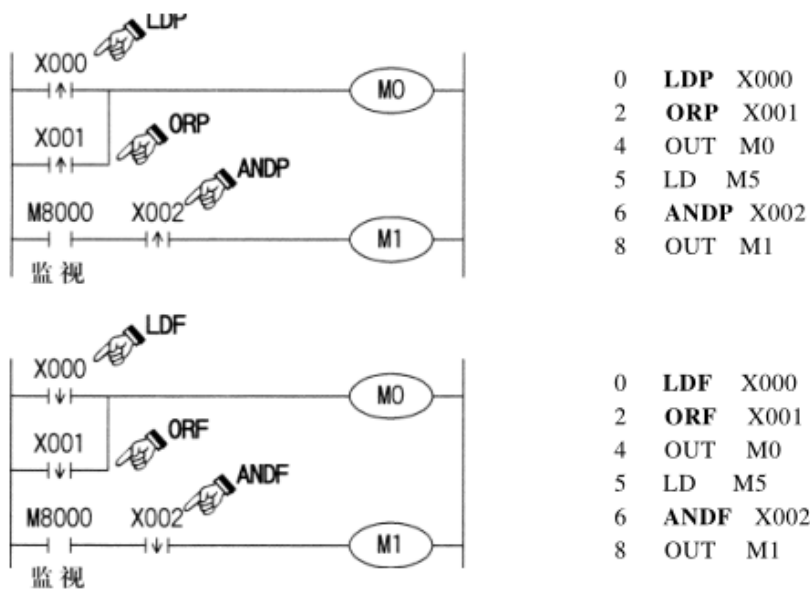 LDP
X000
M0
X001
ORP
ANDP
M8000 X002
M1
监视
0 LDP X000
2 ORP X001
4 OUT M0
5 LD M5
6 ANDP X002
8 OUT M1
LDF
X000
M0
X001
ORF
ANDF
M8000 X002
M1
监视
0 LDF X000
2 ORF X001
4 OUT M0
5 LD M5
6 ANDF X002
8 OUT M1